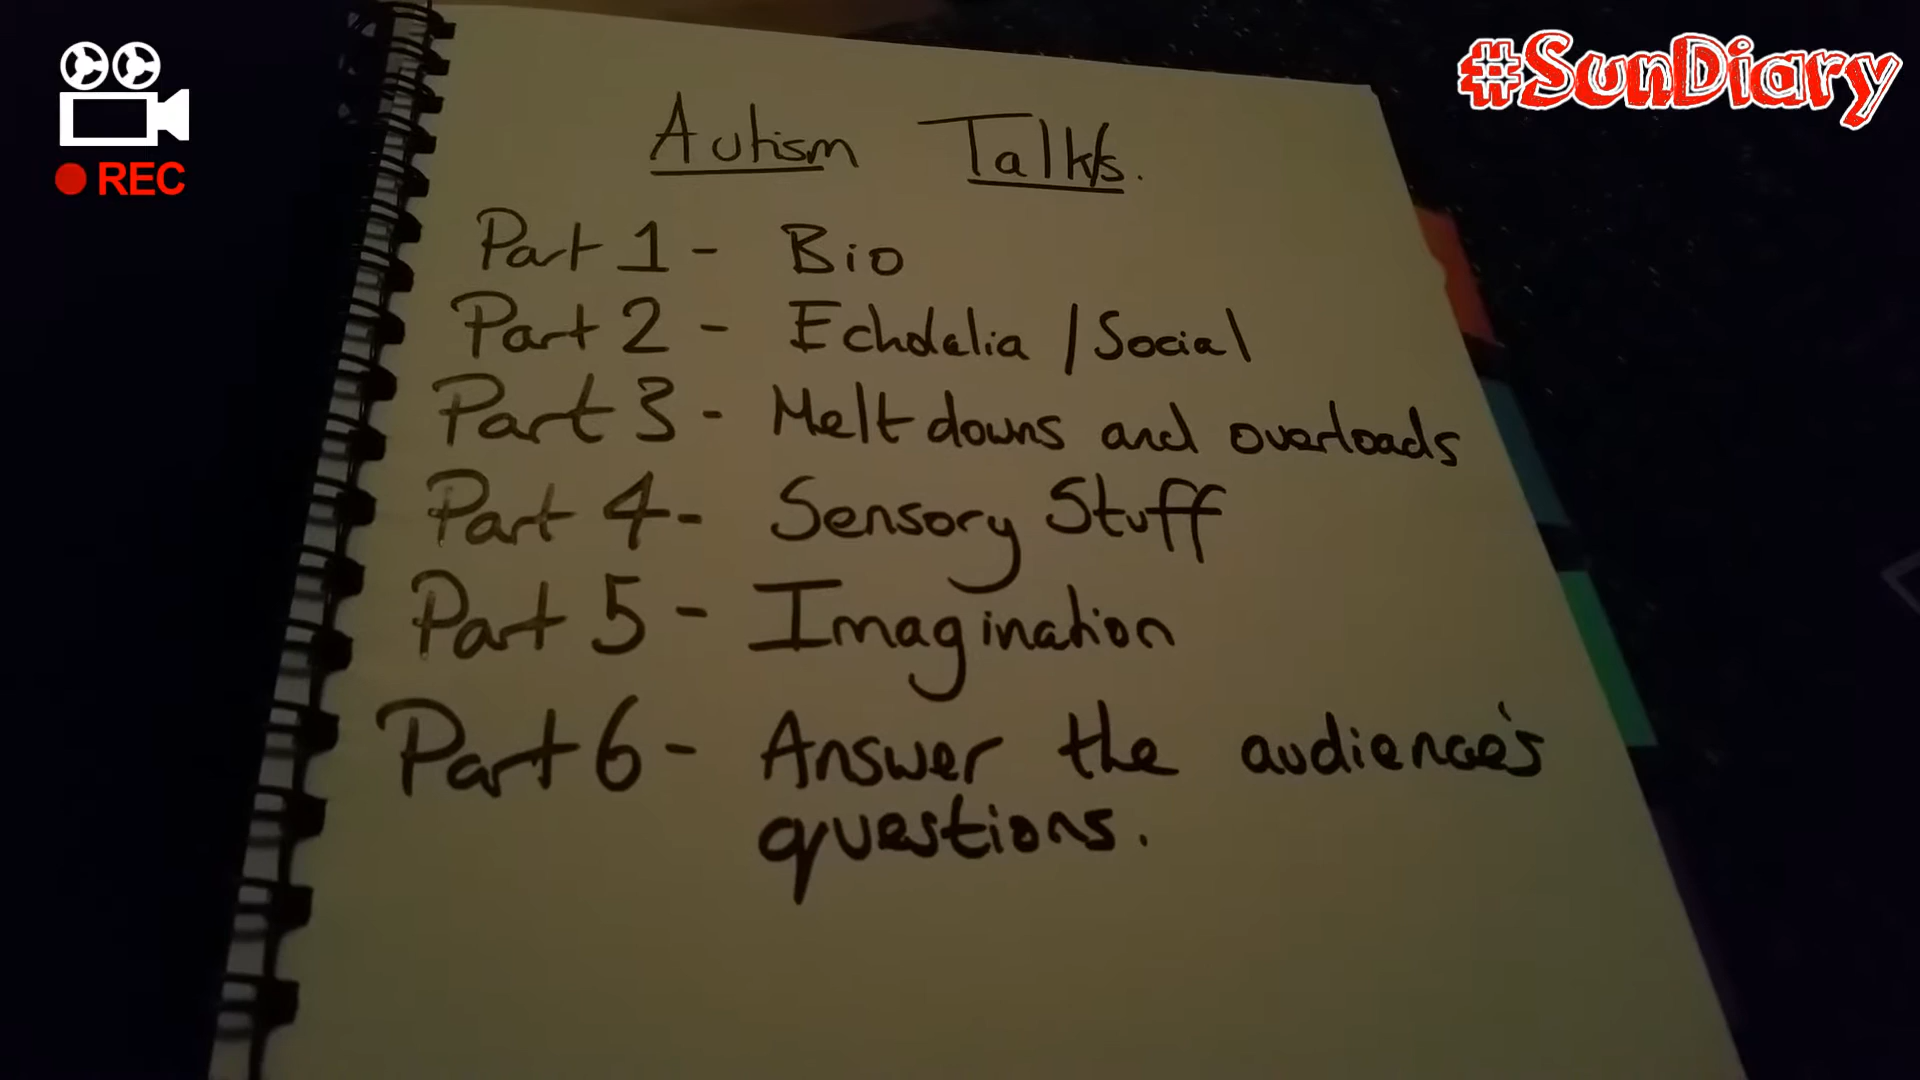 #SunDiary
REC
Autism Talks.
Part 1 - Bio
Part 2 - Echolalia / Social
Part 3 - Meltdowns and overloads
Part 4 - Sensory Stuff
Part 5 - Imagination
Part 6 - Answer the audience's
questions.